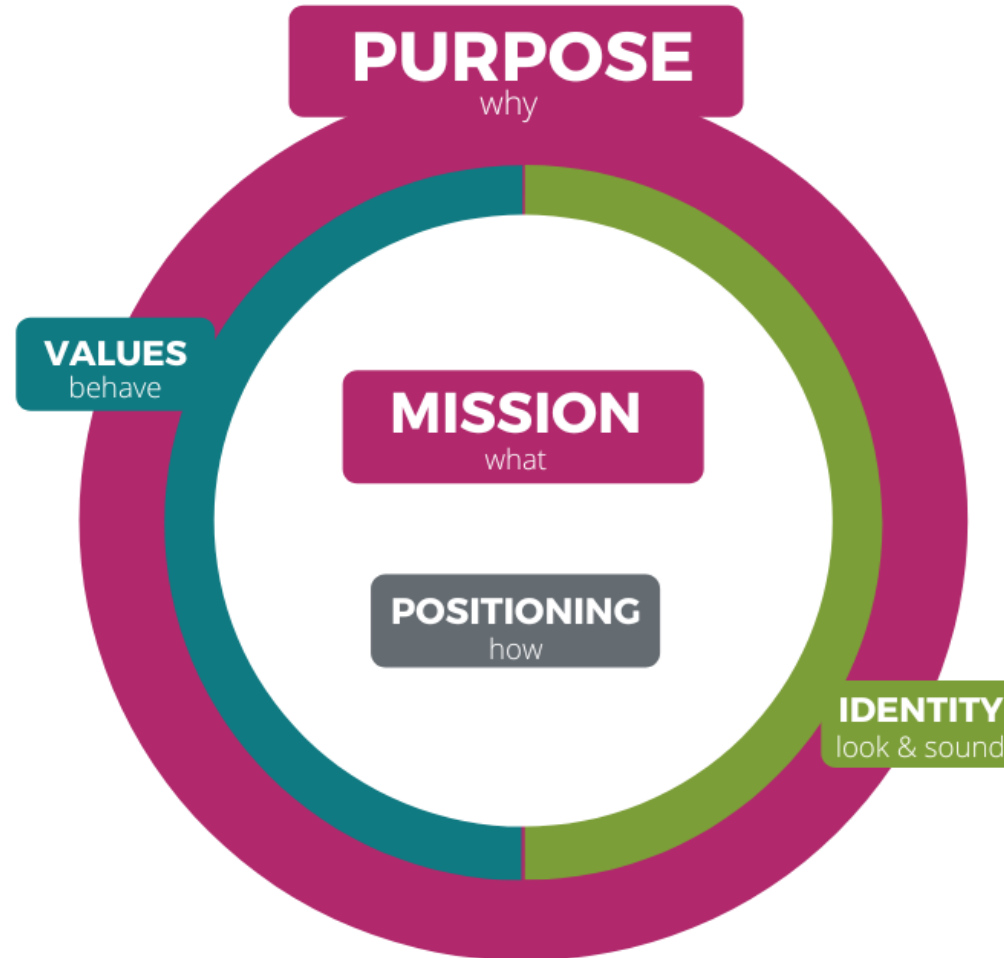 PURPOSE
why
VALUES
behave
MISSION
what
POSITIONING
how
IDENTITY
look & sound